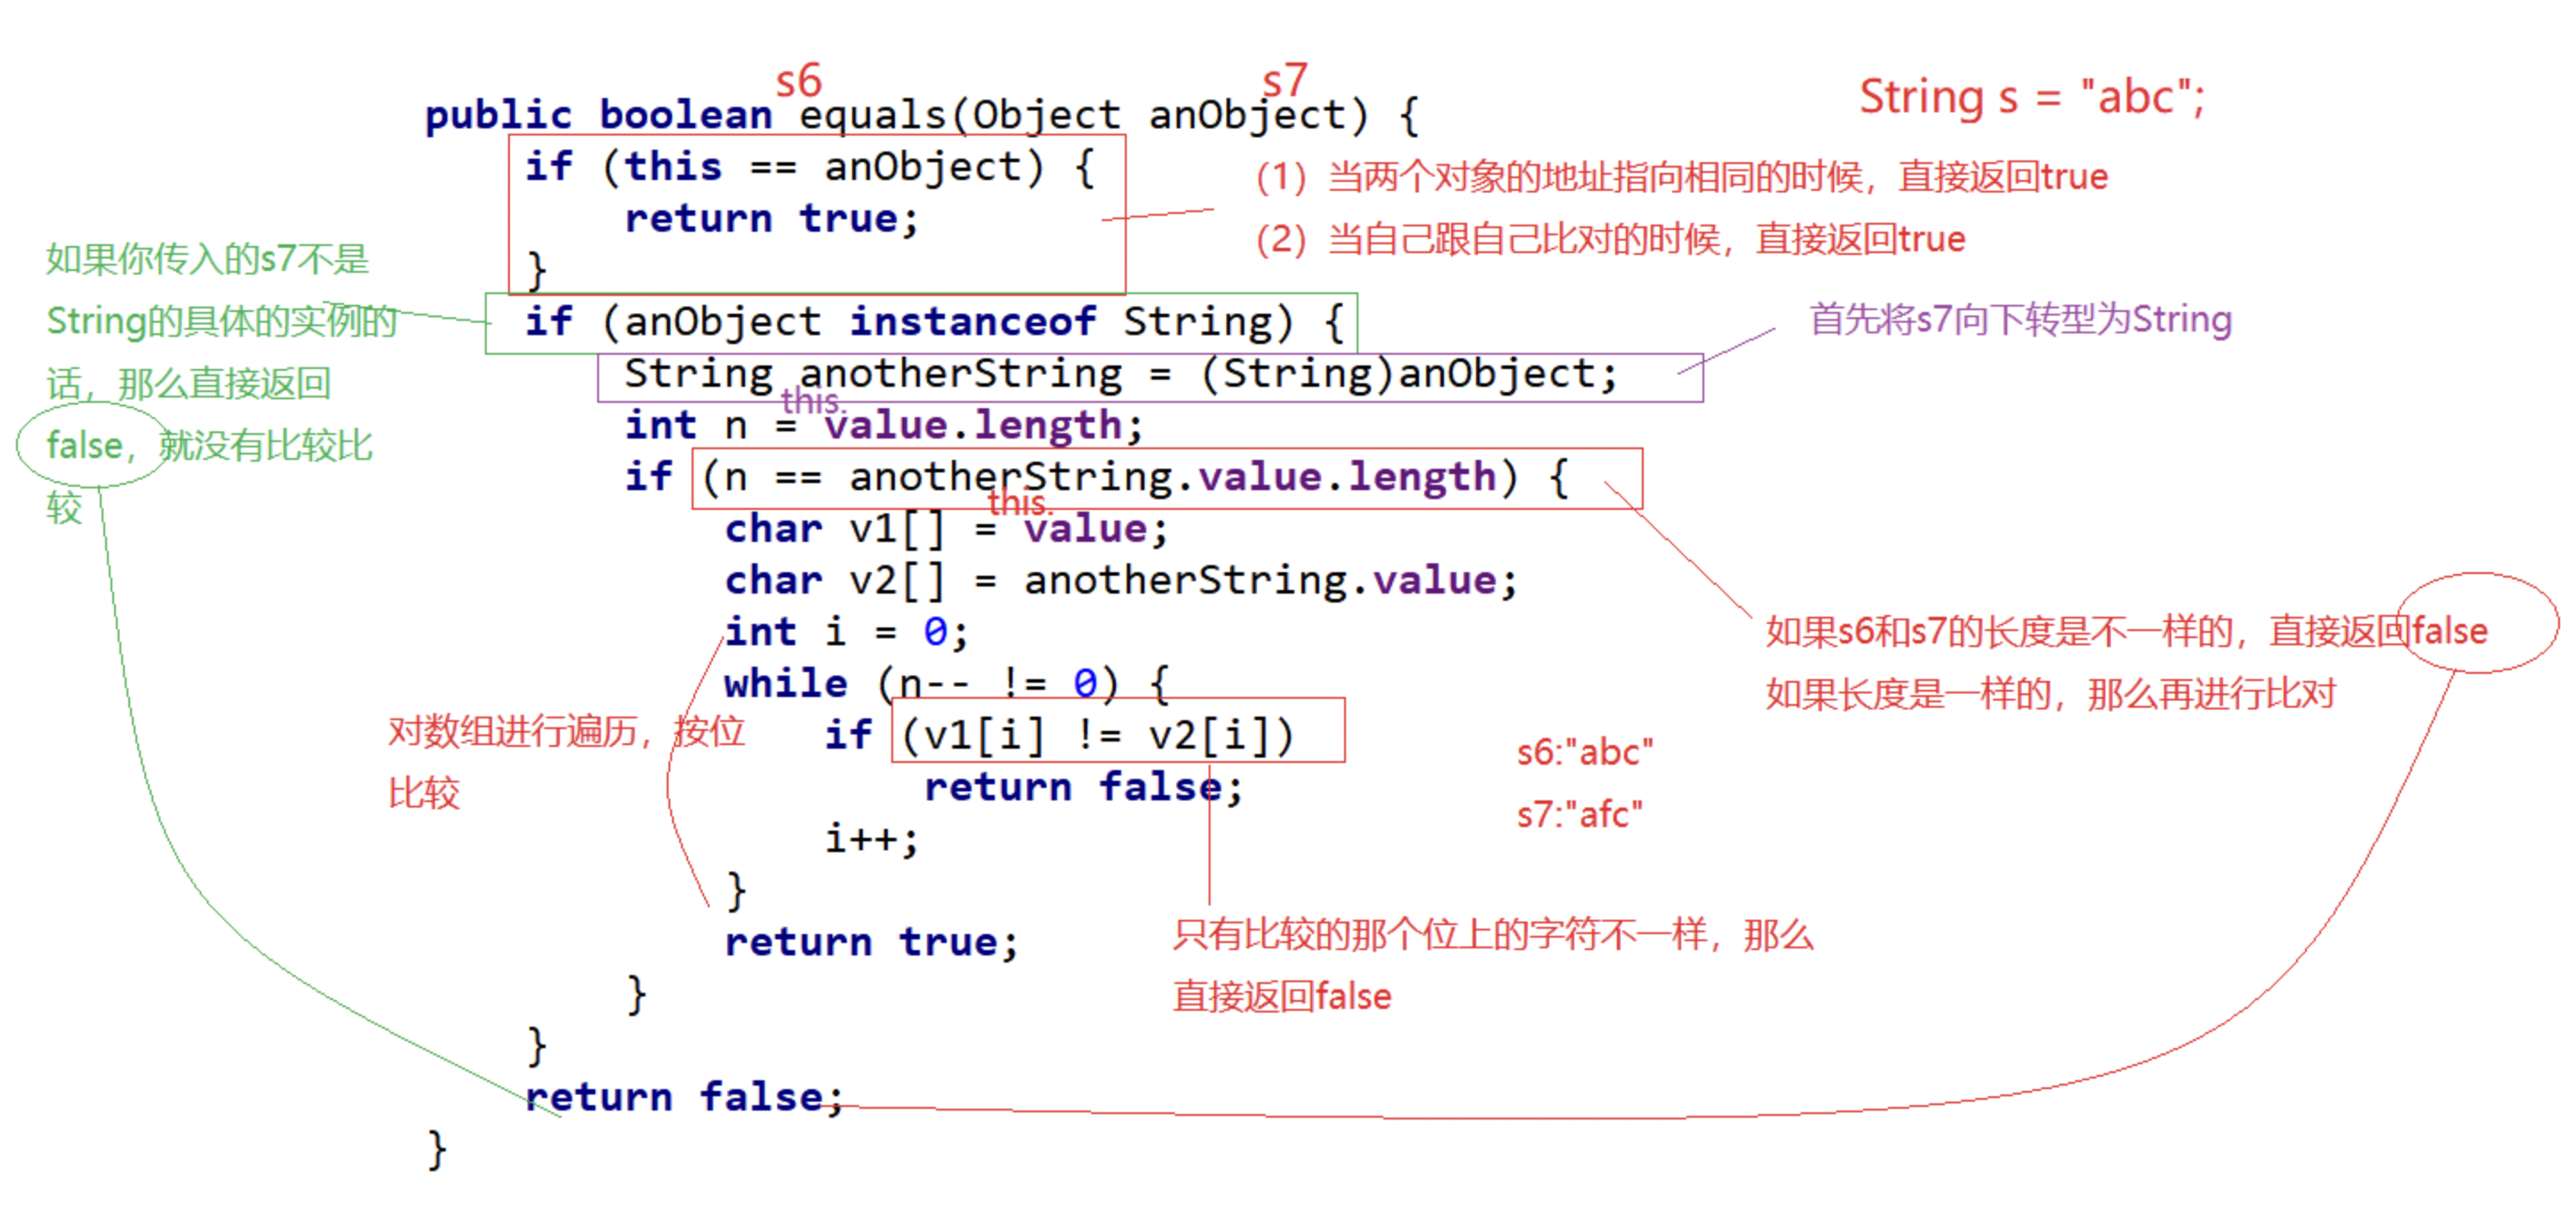 s6
s7
String s = "abc";
public boolean equals(Object anObject) {
if (this == anObject) {
（1）当两个对象的地址指向相同的时候，直接返回true
return true;
（2）当自己跟自己比对的时候，直接返回true
}
如果你传入的s7不是
String的具体的实例的
话，那么直接返回
false，就没有比较比
较
if (anObject instanceof String) {
首先将s7向下转型为String
String anotherString = (String)anObject;
this.
int n = value.length;
if (n == anotherString.value.length) {
this.
char v1[] = value;
char v2[] = anotherString.value;
int i = 0;
如果s6和s7的长度是不一样的，直接返回false
如果长度是一样的，那么再进行比对
while (n-- != 0) {
对数组进行遍历，按位
比较
if (v1[i] != v2[i])
s6:"abc"
s7:"afc"
return false;
i++;
}
只有比较的那个位上的字符不一样，那么
直接返回false
return true;
}
}
return false;
}